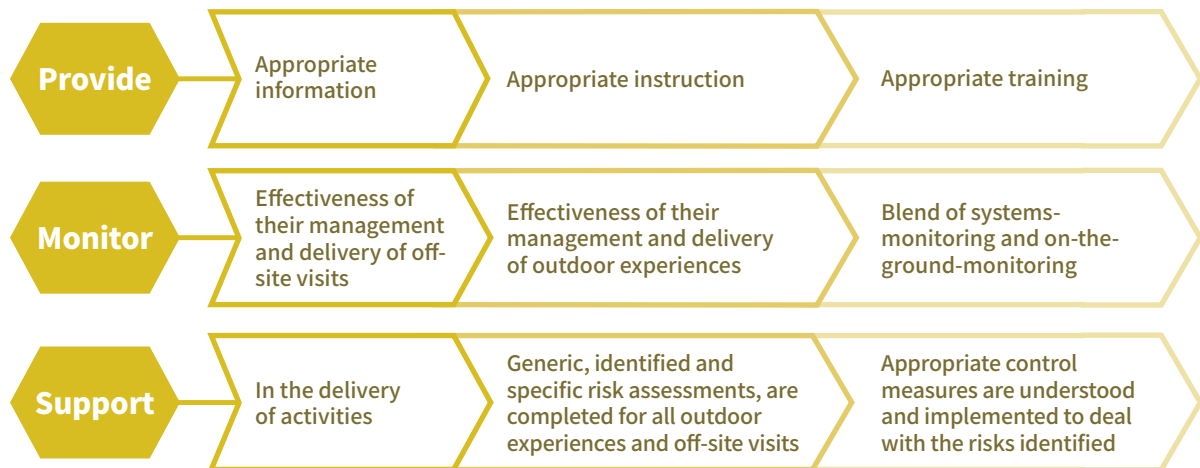 Provide
Appropriate
information
Appropriate instruction
Appropriate training
Monitor
Effectiveness of
their management
and delivery of off-
site visits
Effectiveness of their
management and delivery
of outdoor experiences
Blend of systems-
monitoring and on-the-
ground-monitoring
Support
In the delivery
of activities
Generic, identified and
specific risk assessments, are
completed for all outdoor
experiences and off-site visits
Appropriate control
measures are understood
and implemented to deal
with the risks identified